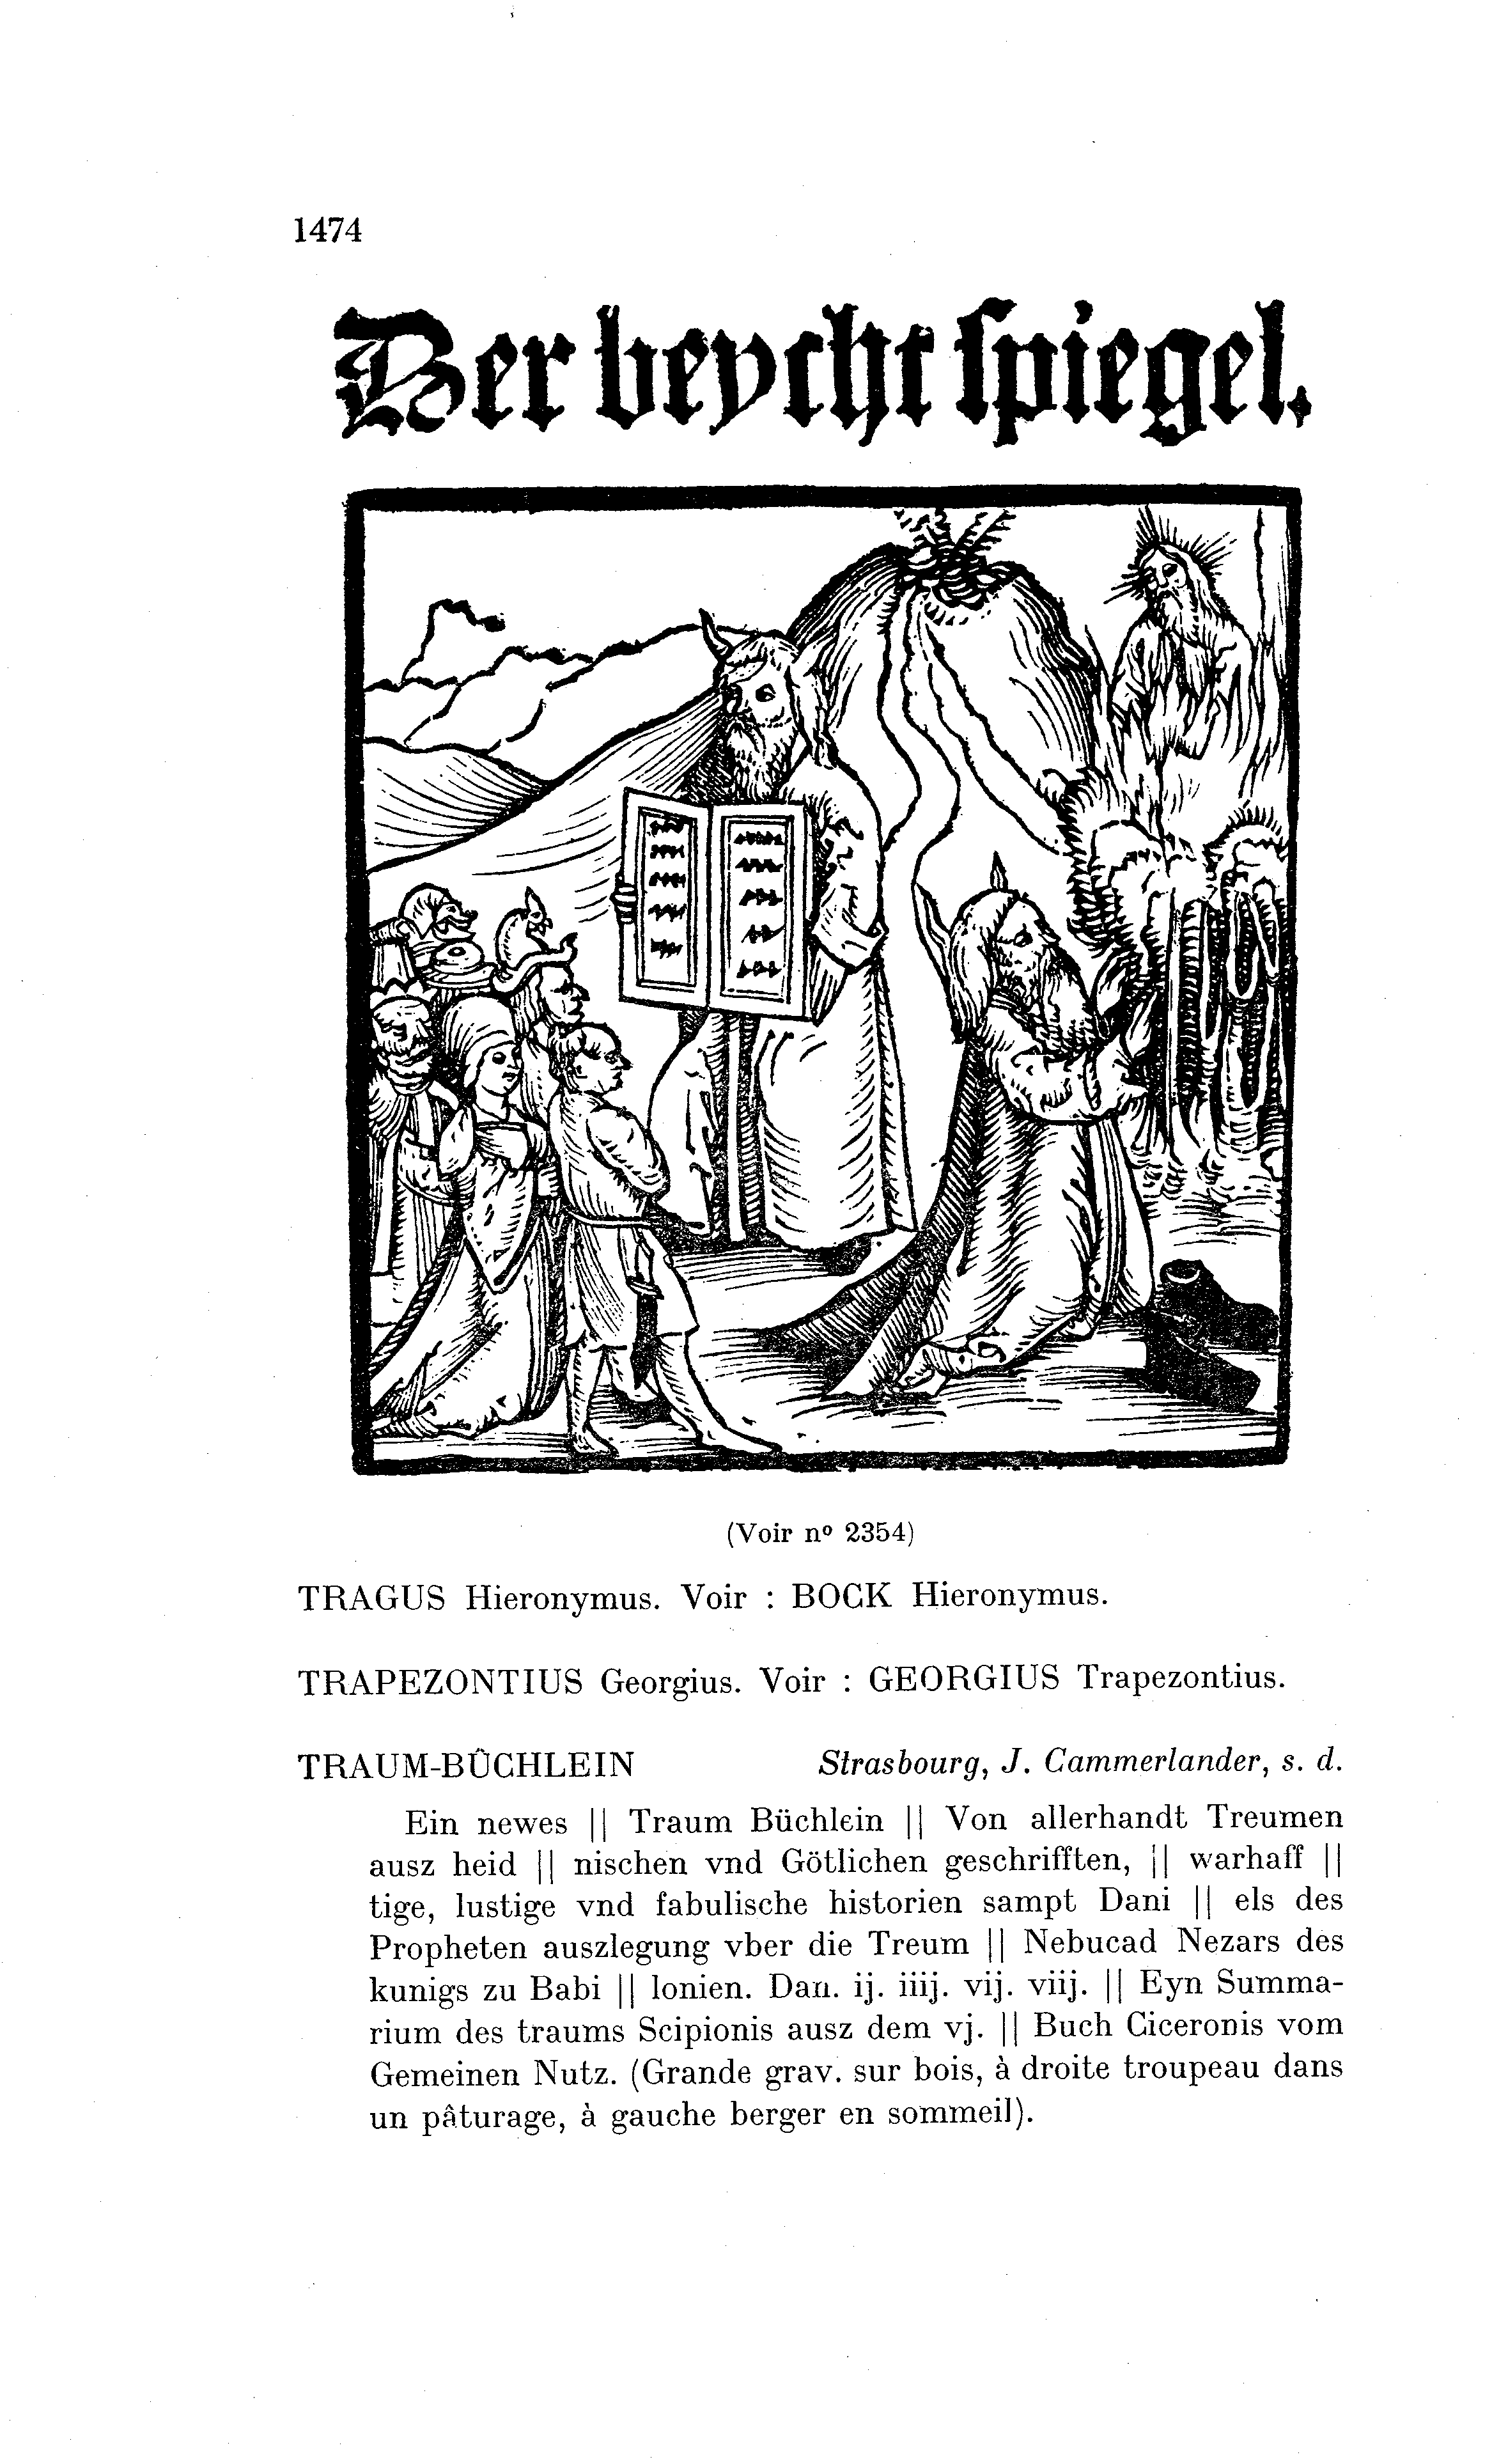 1474
Der beycht spiegel.
(Voir nº 2354)
TRAGUS Hieronymus. Voir : BOCK Hieronymus.
TRAPEZONTIUS Georgius. Voir : GEORGIUS Trapezontius.
TRAUM-BÜCHLEIN Strasbourg, J. Cammerlander, s. d.
Ein newes || Traum Büchlein || Von allerhandt Treumen
ausz heid || nischen vnd Götlichen geschrifften, || warhaff ||
tige, lustige vnd fabulische historien sampt Dani || els des
Propheten auszlegung vber die Treum || Nebucad Nezars des
kunigs zu Babi || lonien. Dan. ij. iiij. vij. viij. || Eyn Summa-
rium des traums Scipionis ausz dem vj. || Buch Ciceronis vom
Gemeinen Nutz. (Grande grav. sur bois, à droite troupeau dans
un pâturage, à gauche berger en sommeil).